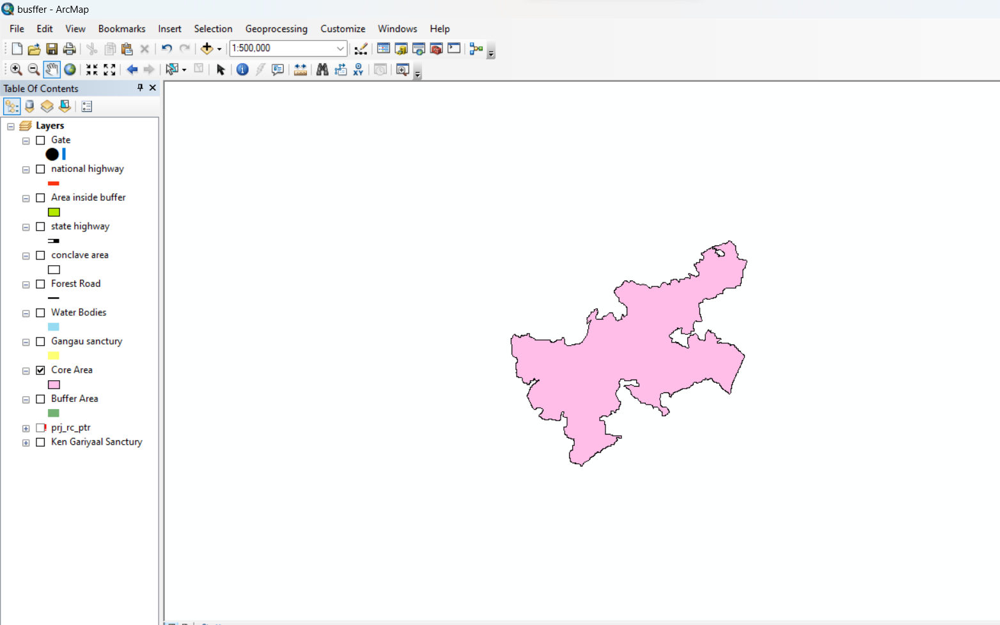 busffer - ArcMap
File Edit View Bookmarks Insert Selection Geoprocessing Customize Windows Help
1:500,000
XY
Table Of Contents
Layers
Gate
national highway
Area inside buffer
state highway
conclave area
Forest Road
Water Bodies
Gangau sanctury
Core Area
Buffer Area
prj_rc_ptr
Ken Gariyaal Sanctury